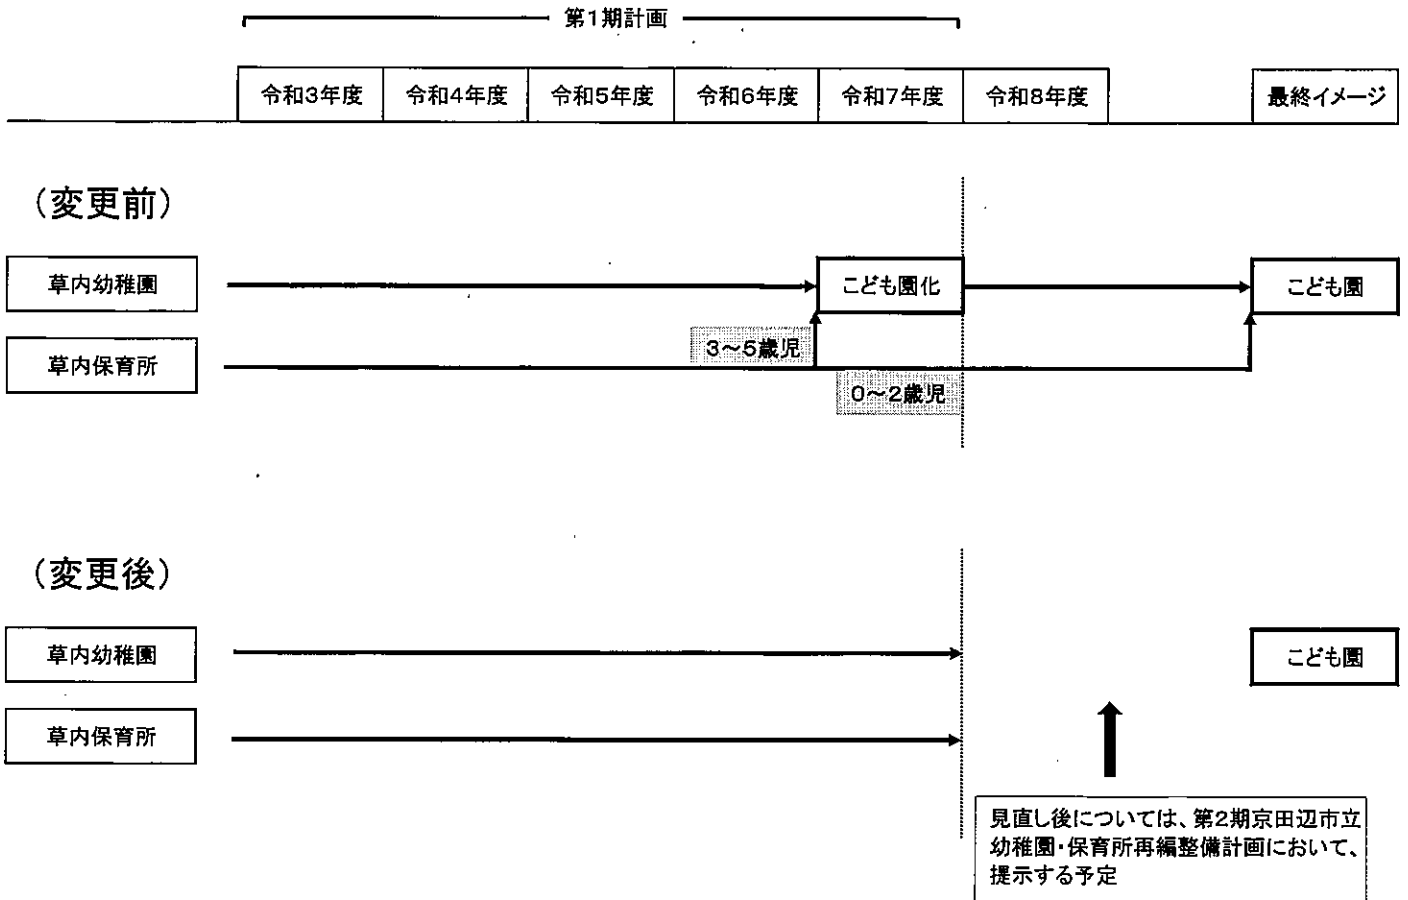 第1期計画
令和3年度 令和4年度 令和5年度 令和6年度 令和7年度 令和8年度 最終イメージ
（変更前）
草内幼稚園 こども園化 こども園
3～5歳児
草内保育所
0～2歳児
（変更後）
草内幼稚園 こども園
草内保育所
見直し後については、第2期京田辺市立
幼稚園・保育所再編整備計画において、
提示する予定